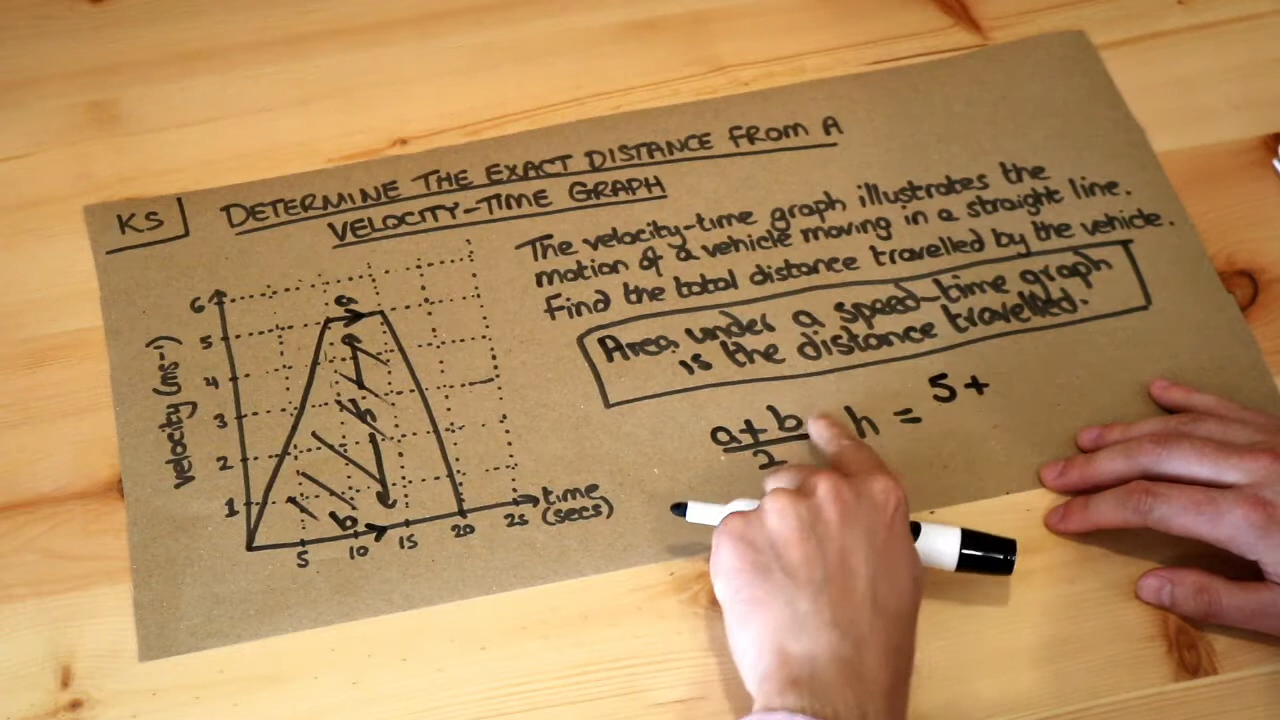 KS
DETERMINE THE EXACT DISTANCE FROM A
VELOCITY-TIME GRAPH
The velocity-time graph illustrates the
motion of a vehicle moving in a straight line.
Find the total distance travelled by the vehicle.
Area under a speed-time graph
is the distance travelled.
a + b
2
h = 5 +
velocity (ms⁻¹)
6
5
4
3
2
1
a
h
b
5 10 15 20 25
time
(secs)